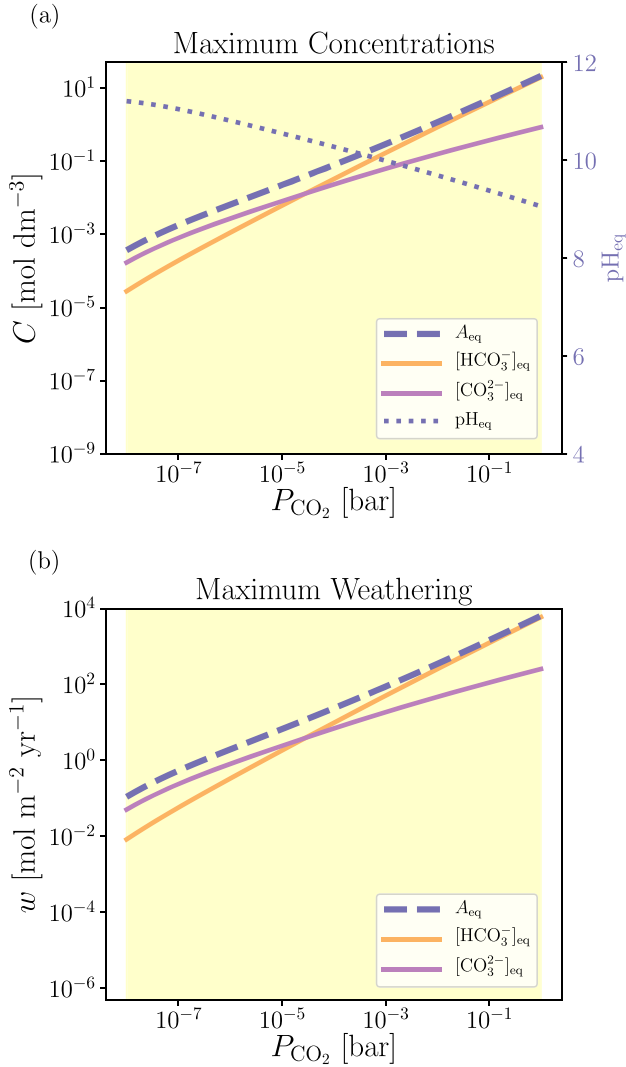 (a)
Maximum Concentrations
C [mol dm⁻³]
10¹
10⁻¹
10⁻³
10⁻⁵
10⁻⁷
10⁻⁹
12
10
8
6
4
pH_eq
A_eq
[HCO₃⁻]_eq
[CO₃²⁻]_eq
pH_eq
10⁻⁷ 10⁻⁵ 10⁻³ 10⁻¹
P_CO₂ [bar]
(b)
Maximum Weathering
w [mol m⁻² yr⁻¹]
10⁴
10²
10⁰
10⁻²
10⁻⁴
10⁻⁶
A_eq
[HCO₃⁻]_eq
[CO₃²⁻]_eq
10⁻⁷ 10⁻⁵ 10⁻³ 10⁻¹
P_CO₂ [bar]